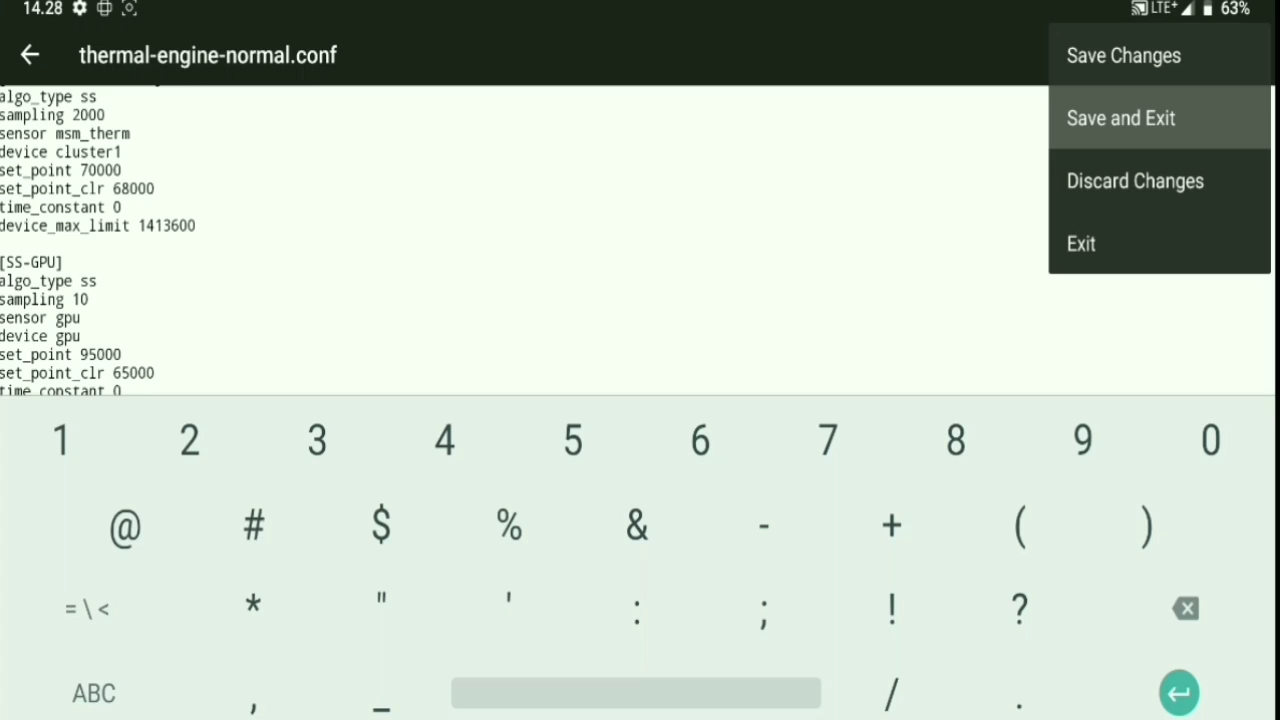 14.28 LTE+ 63%
thermal-engine-normal.conf
Save Changes
Save and Exit
Discard Changes
Exit
algo_type ss
sampling 2000
sensor msm_therm
device cluster1
set_point 70000
set_point_clr 68000
time_constant 0
device_max_limit 1413600
[SS-GPU]
algo_type ss
sampling 10
sensor gpu
device gpu
set_point 95000
set_point_clr 65000
time_constant 0
1 2 3 4 5 6 7 8 9 0
@ # $ % & - + ( )
= \ < * " ' : ; ! ?
ABC , _ / .